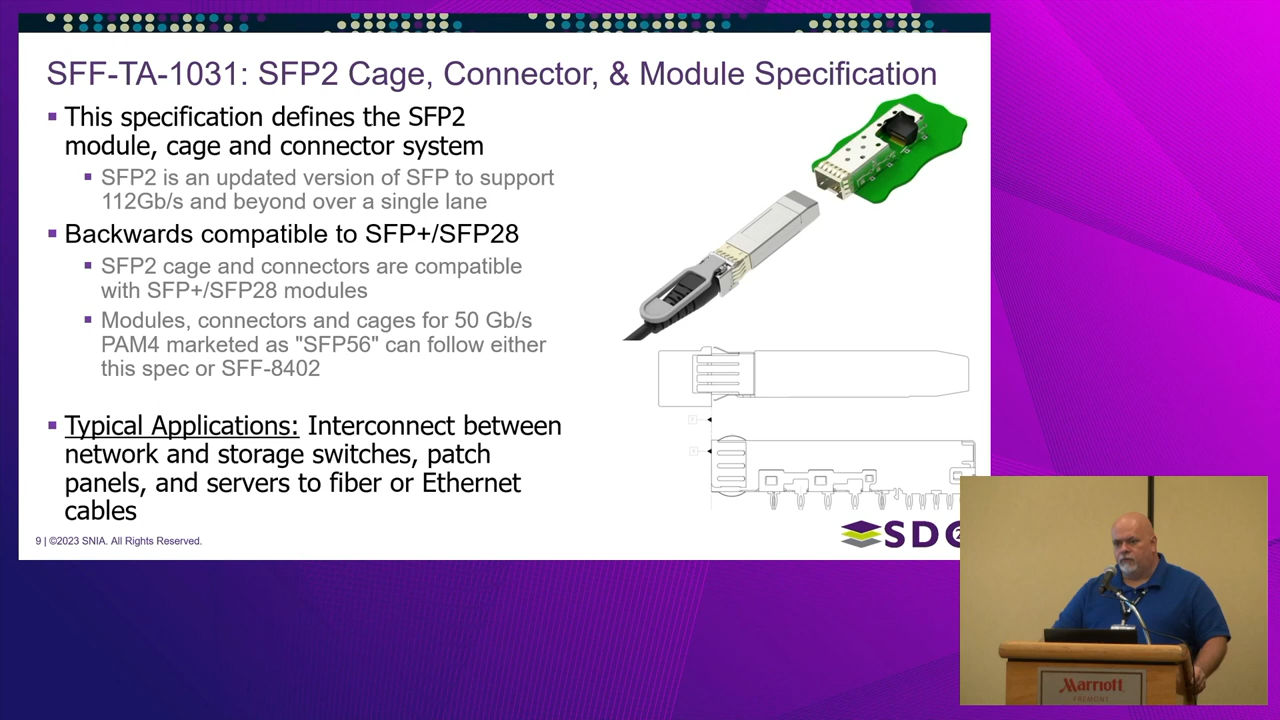 SFF-TA-1031: SFP2 Cage, Connector, & Module Specification
▪ This specification defines the SFP2
module, cage and connector system
▪ SFP2 is an updated version of SFP to support
112Gb/s and beyond over a single lane
▪ Backwards compatible to SFP+/SFP28
▪ SFP2 cage and connectors are compatible
with SFP+/SFP28 modules
▪ Modules, connectors and cages for 50 Gb/s
PAM4 marketed as "SFP56" can follow either
this spec or SFF-8402
▪ Typical Applications: Interconnect between
network and storage switches, patch
panels, and servers to fiber or Ethernet
cables
9 | ©2023 SNIA. All Rights Reserved.
SDC
Marriott
FREMONT